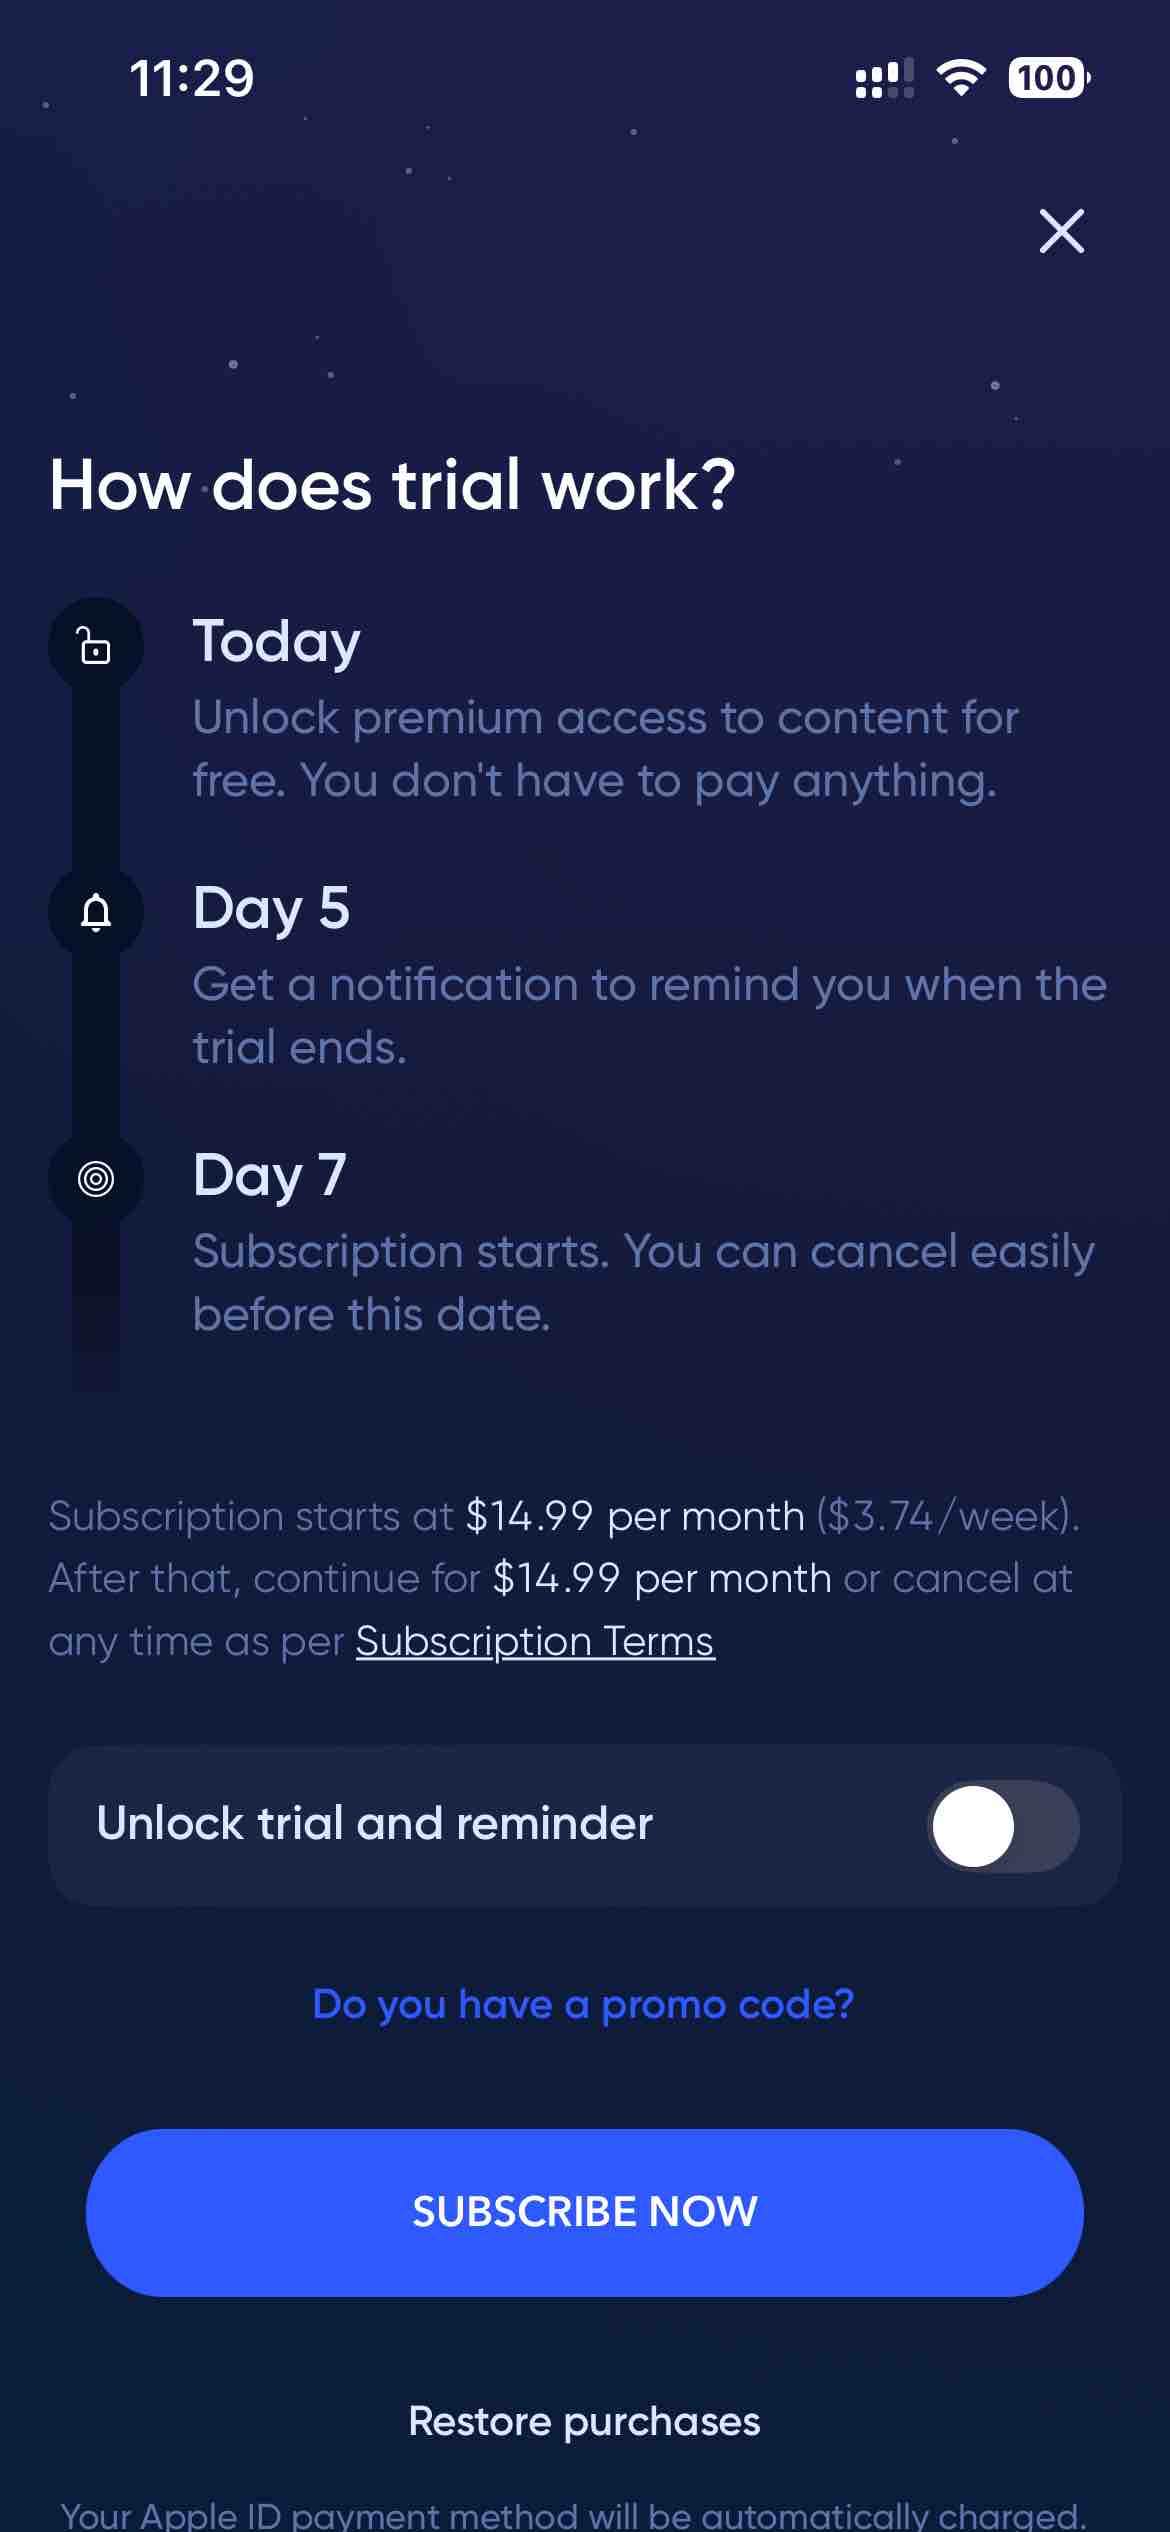 11:29
100
How does trial work?
Today
Unlock premium access to content for
free. You don't have to pay anything.
Day 5
Get a notification to remind you when the
trial ends.
Day 7
Subscription starts. You can cancel easily
before this date.
Subscription starts at $14.99 per month ($3.74/week).
After that, continue for $14.99 per month or cancel at
any time as per Subscription Terms
Unlock trial and reminder
Do you have a promo code?
SUBSCRIBE NOW
Restore purchases
Your Apple ID payment method will be automatically charged.